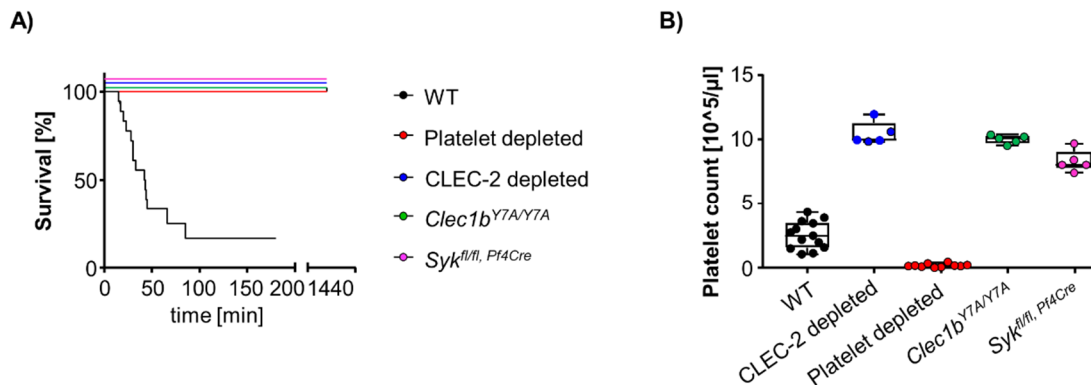 A)
Survival [%]
100
50
0
0 50 100 150 200 1440
time [min]
WT
Platelet depleted
CLEC-2 depleted
Clec1b^Y7A/Y7A
Syk^fl/fl, Pf4Cre
B)
Platelet count [10^5/µl]
15
10
5
0
WT
CLEC-2 depleted
Platelet depleted
Clec1b^Y7A/Y7A
Syk^fl/fl, Pf4Cre